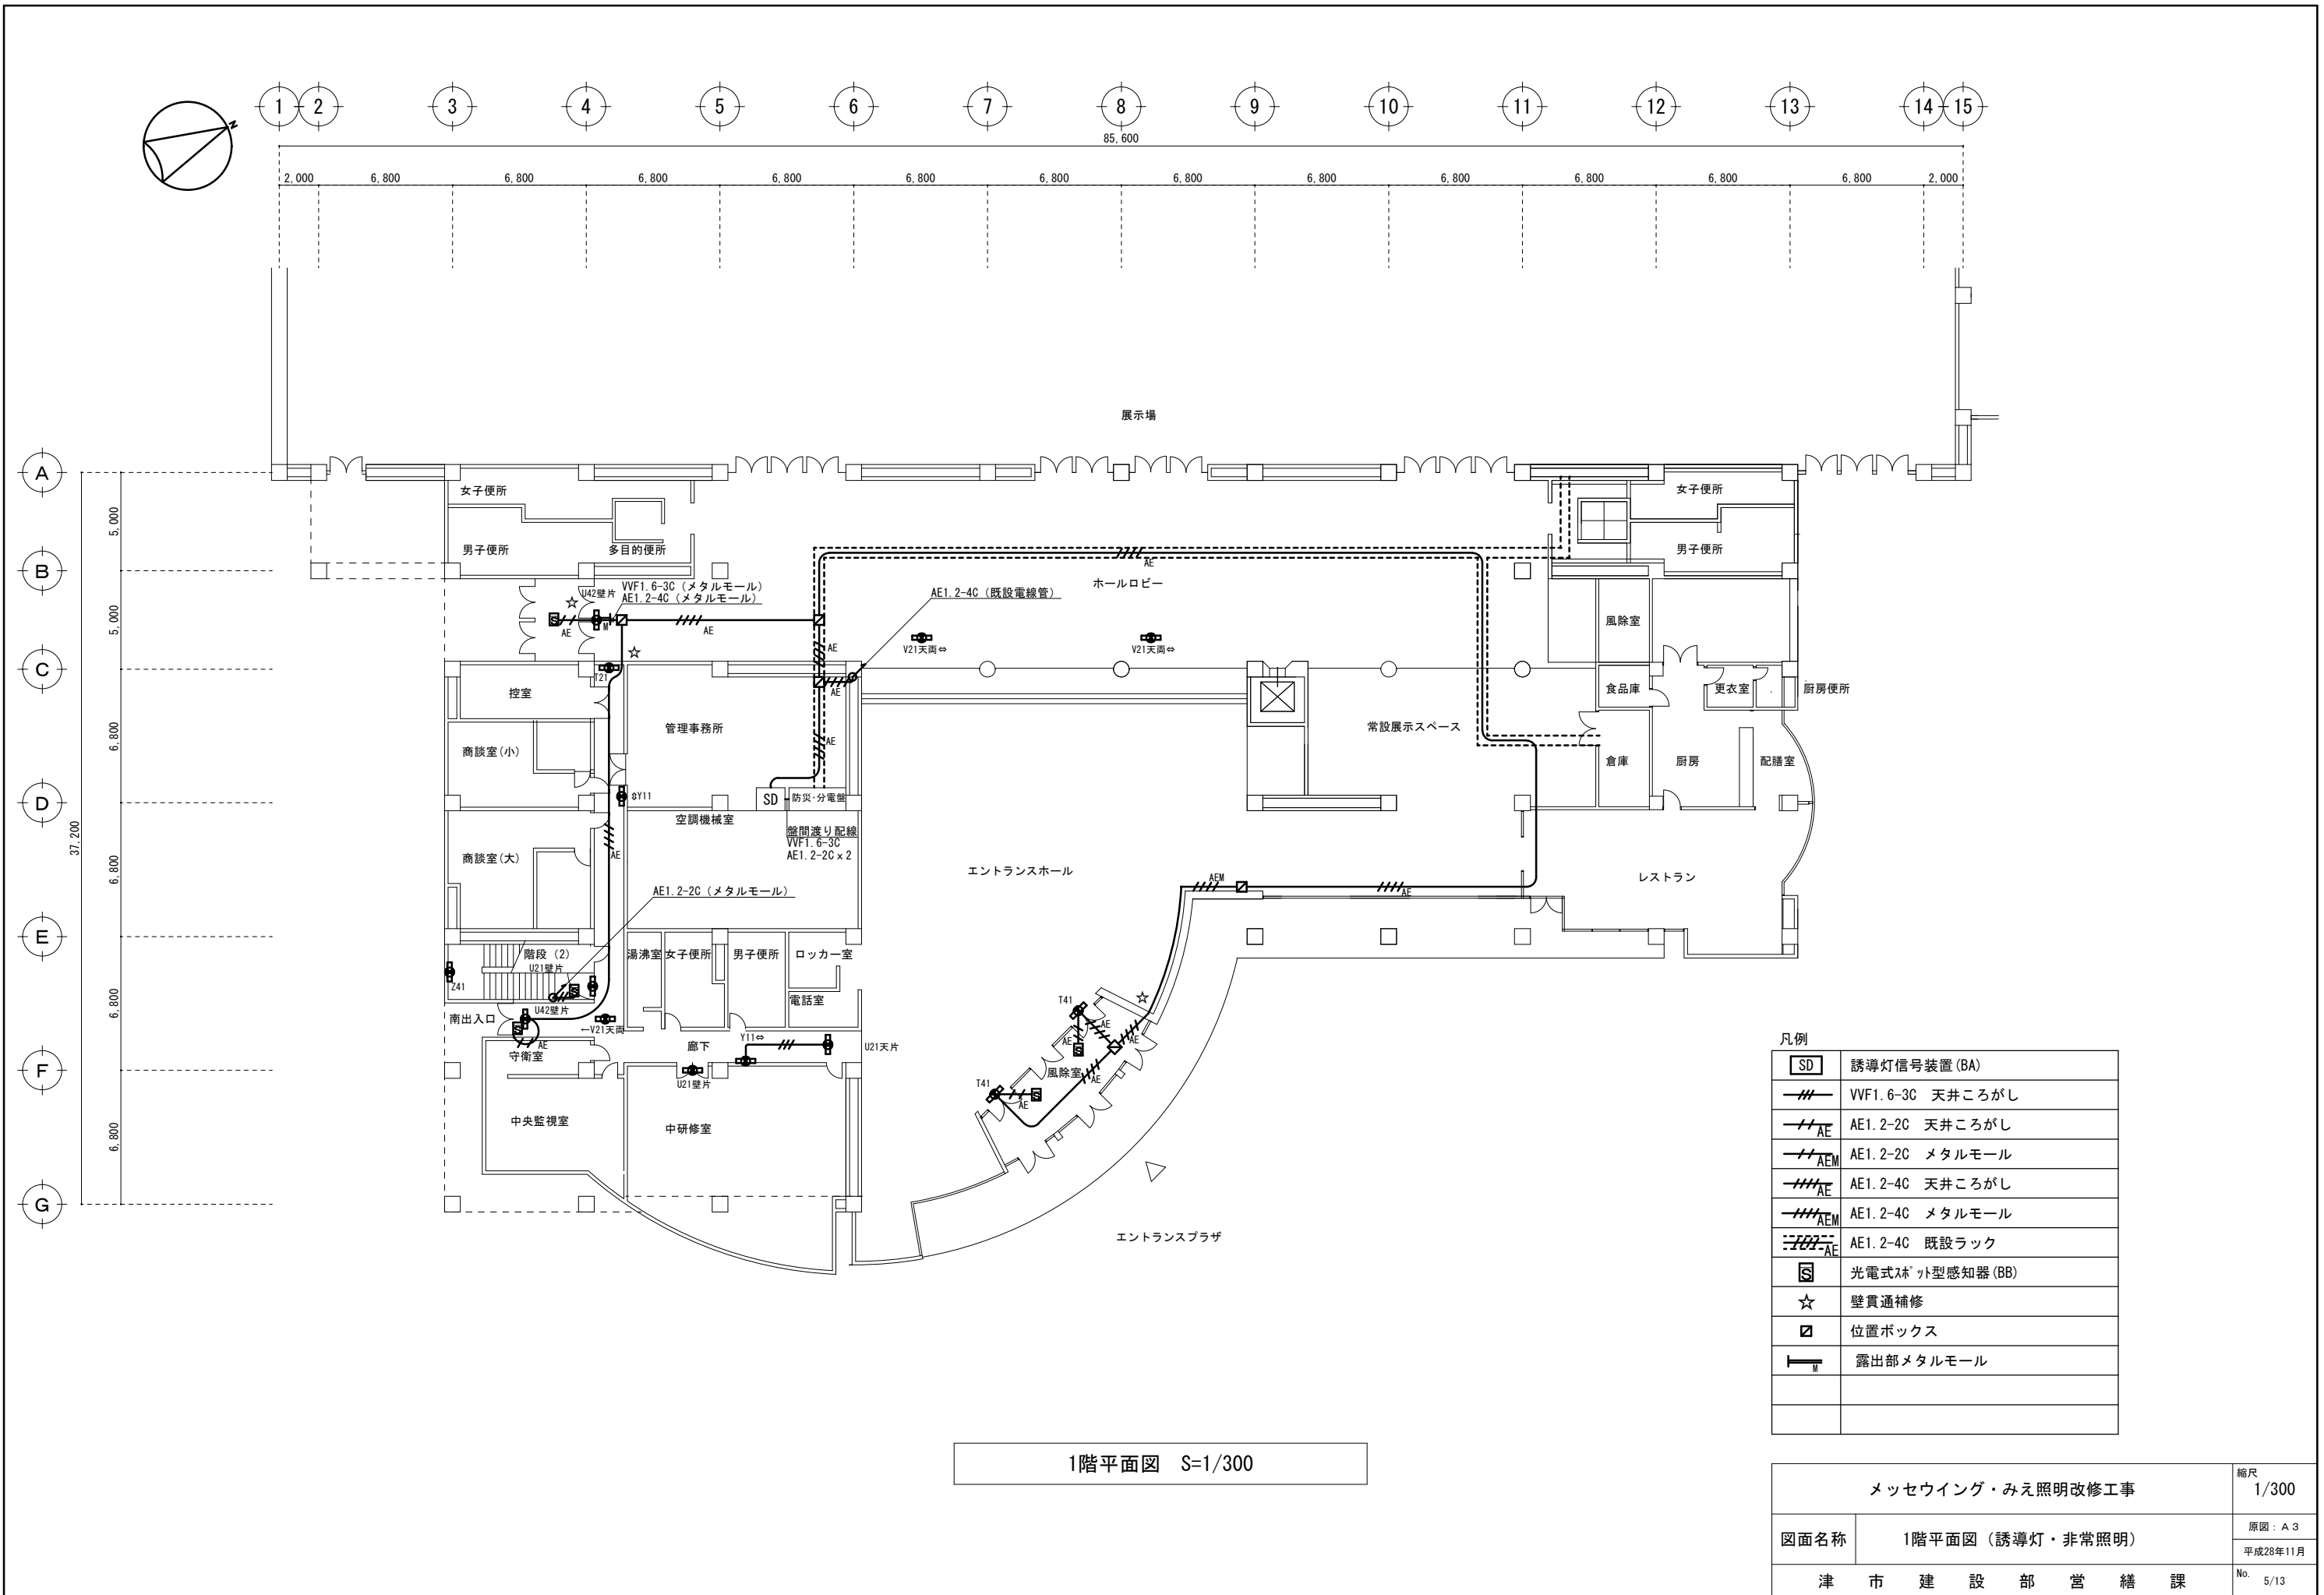 N
1 2 3 4 5 6 7 8 9 10 11 12 13 14 15
85,600
2,000 6,800 6,800 6,800 6,800 6,800 6,800 6,800 6,800 6,800 6,800 6,800 6,800 2,000
展示場
A
B
C
D
E
F
G
5,000
5,000
6,800
6,800
6,800
6,800
37,200
女子便所
男子便所
多目的便所
女子便所
男子便所
VVF1.6-3C (メタルモール)
AE1.2-4C (メタルモール)
U42壁片
AE
M
AE
AE
AE1.2-4C (既設電線管)
ホールロビー
AE
V21天両⇔
V21天両⇔
風除室
T21
AE
控室
管理事務所
AE
商談室(小)
常設展示スペース
食品庫
更衣室
厨房便所
倉庫
厨房
配膳室
⇕Y11
SD
防災・分電盤
空調機械室
盤間渡り配線
VVF1.6-3C
AE1.2-2C x 2
商談室(大)
AE
AE1.2-2C (メタルモール)
エントランスホール
AEM
AE
レストラン
階段 (2)
U21壁片
Z41
湯沸室
女子便所
男子便所
ロッカー室
電話室
U42壁片
南出入口
←V21天両
AE
守衛室
廊下
Y11⇔
U21天片
U21壁片
中央監視室
中研修室
T41
AE
AE
AE
風除室
AE
T41
AE
エントランスプラザ
凡例
SD 誘導灯信号装置(BA)
VVF1.6-3C 天井ころがし
AE AE1.2-2C 天井ころがし
AEM AE1.2-2C メタルモール
AE AE1.2-4C 天井ころがし
AEM AE1.2-4C メタルモール
AE AE1.2-4C 既設ラック
S 光電式スポット型感知器(BB)
☆ 壁貫通補修
位置ボックス
M 露出部メタルモール
1階平面図 S=1/300
メッセウイング・みえ照明改修工事
縮尺
1/300
図面名称 1階平面図 (誘導灯・非常照明)
原図：A3
平成28年11月
津市建設部営繕課
No. 5/13